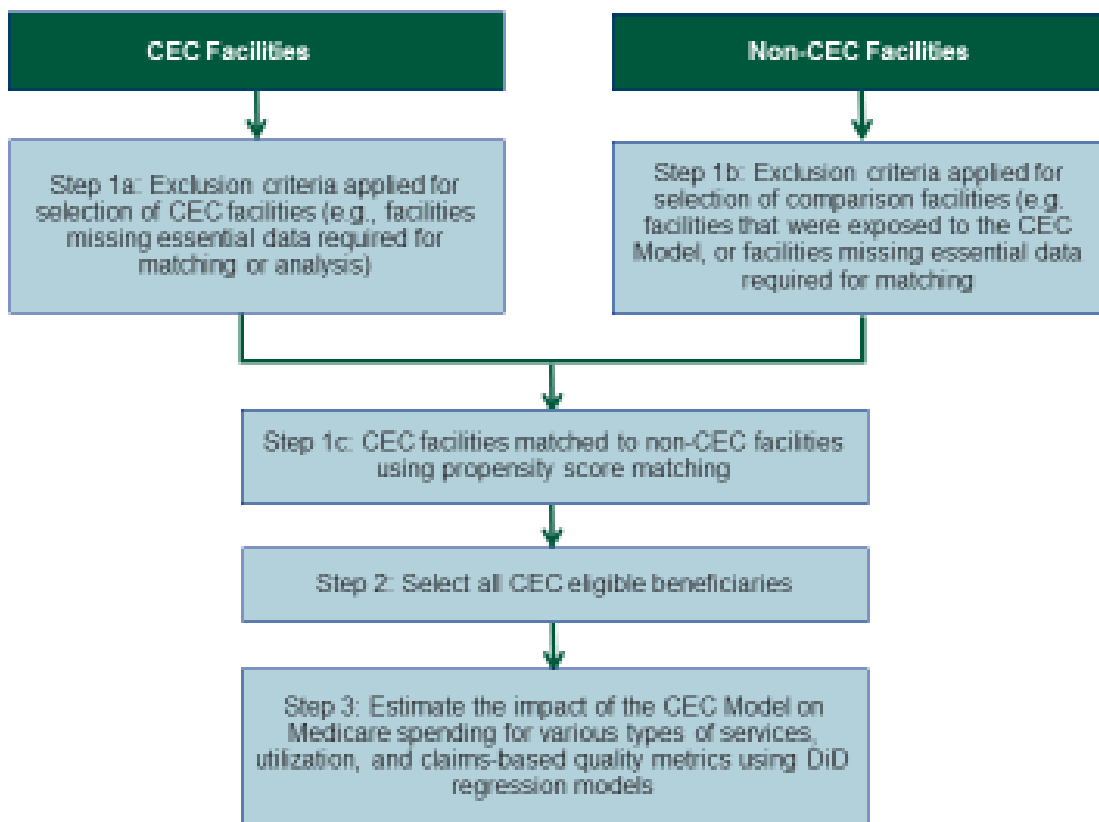 CEC Facilities
Non-CEC Facilities
Step 1a: Exclusion criteria applied for
selection of CEC facilities (e.g., facilities
missing essential data required for
matching or analysis)
Step 1b: Exclusion criteria applied for
selection of comparison facilities (e.g.
facilities that were exposed to the CEC
Model, or facilities missing essential data
required for matching
Step 1c: CEC facilities matched to non-CEC facilities
using propensity score matching
Step 2: Select all CEC eligible beneficiaries
Step 3: Estimate the impact of the CEC Model on
Medicare spending for various types of services,
utilization, and claims-based quality metrics using DiD
regression models